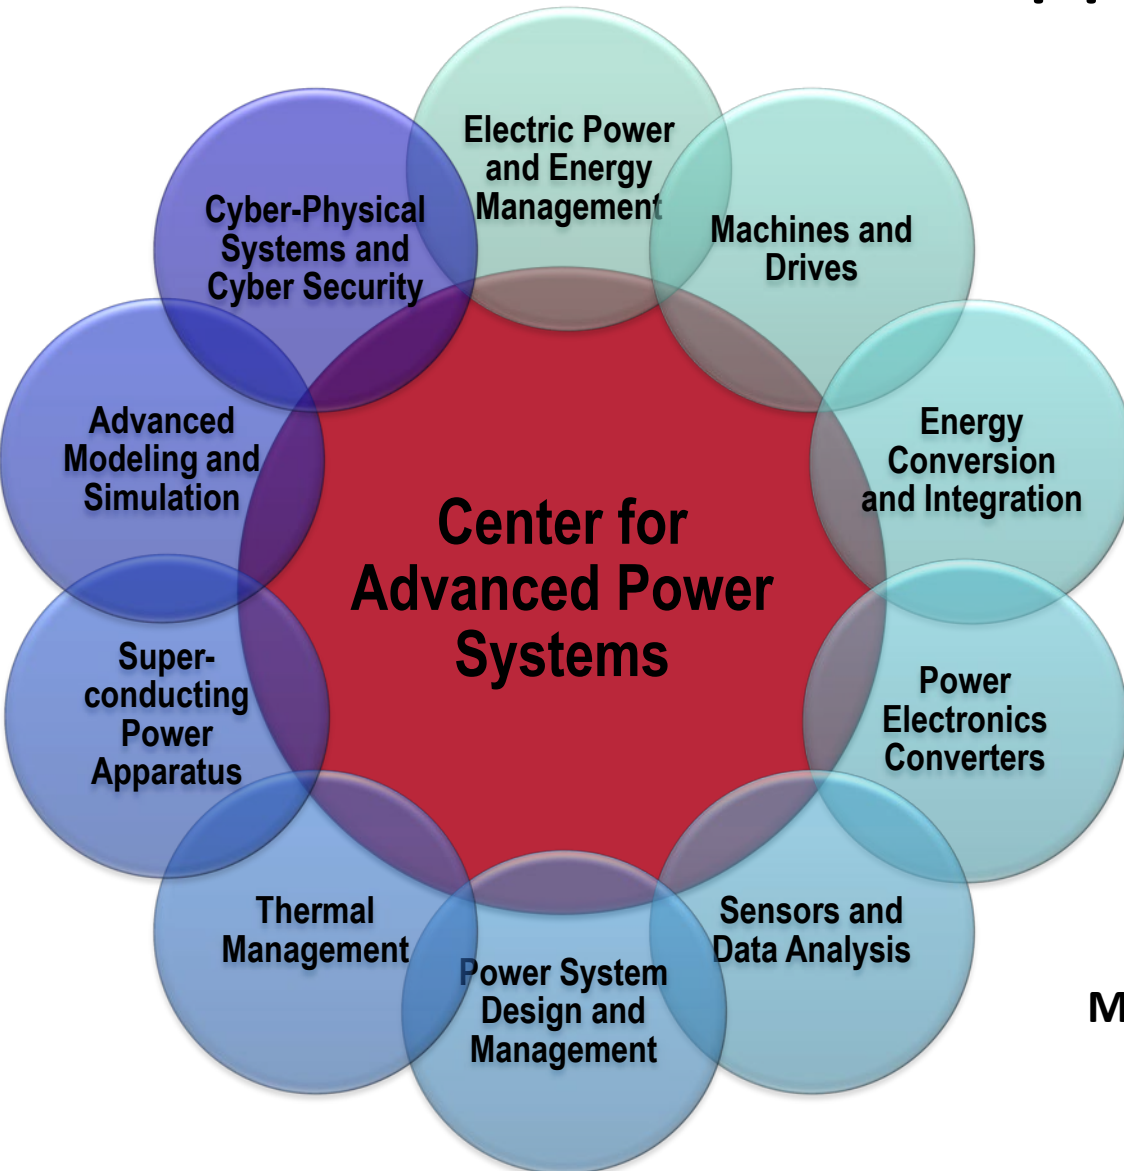 Electric Power
and Energy
Management
Machines and
Drives
Energy
Conversion
and Integration
Power
Electronics
Converters
Sensors and
Data Analysis
Power System
Design and
Management
Thermal
Management
Super-
conducting
Power
Apparatus
Advanced
Modeling and
Simulation
Cyber-Physical
Systems and
Cyber Security
Center for
Advanced Power
Systems
M